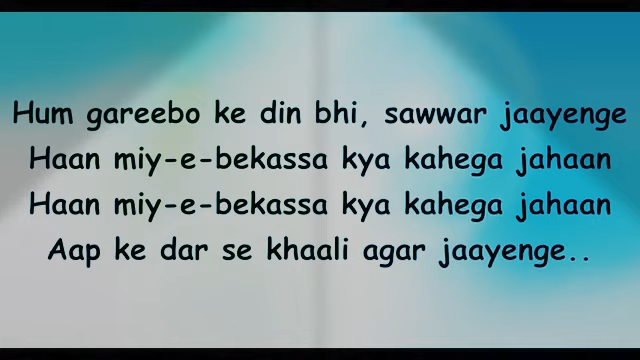 Hum gareebo ke din bhi, sawwar jaayenge
Haan miy-e-bekassa kya kahega jahaan
Haan miy-e-bekassa kya kahega jahaan
Aap ke dar se khaali agar jaayenge..